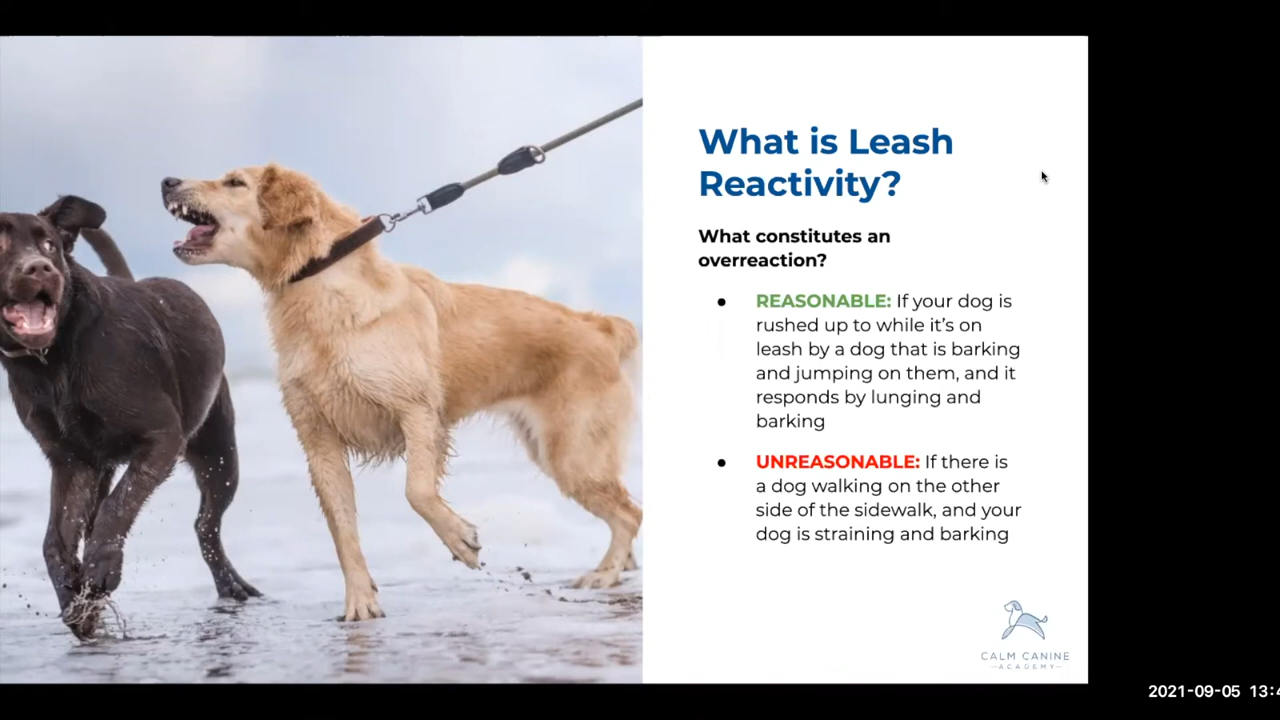 What is Leash
Reactivity?
What constitutes an
overreaction?
● REASONABLE: If your dog is
rushed up to while it’s on
leash by a dog that is barking
and jumping on them, and it
responds by lunging and
barking
● UNREASONABLE: If there is
a dog walking on the other
side of the sidewalk, and your
dog is straining and barking
CALM CANINE
ACADEMY
2021-09-05 13:4